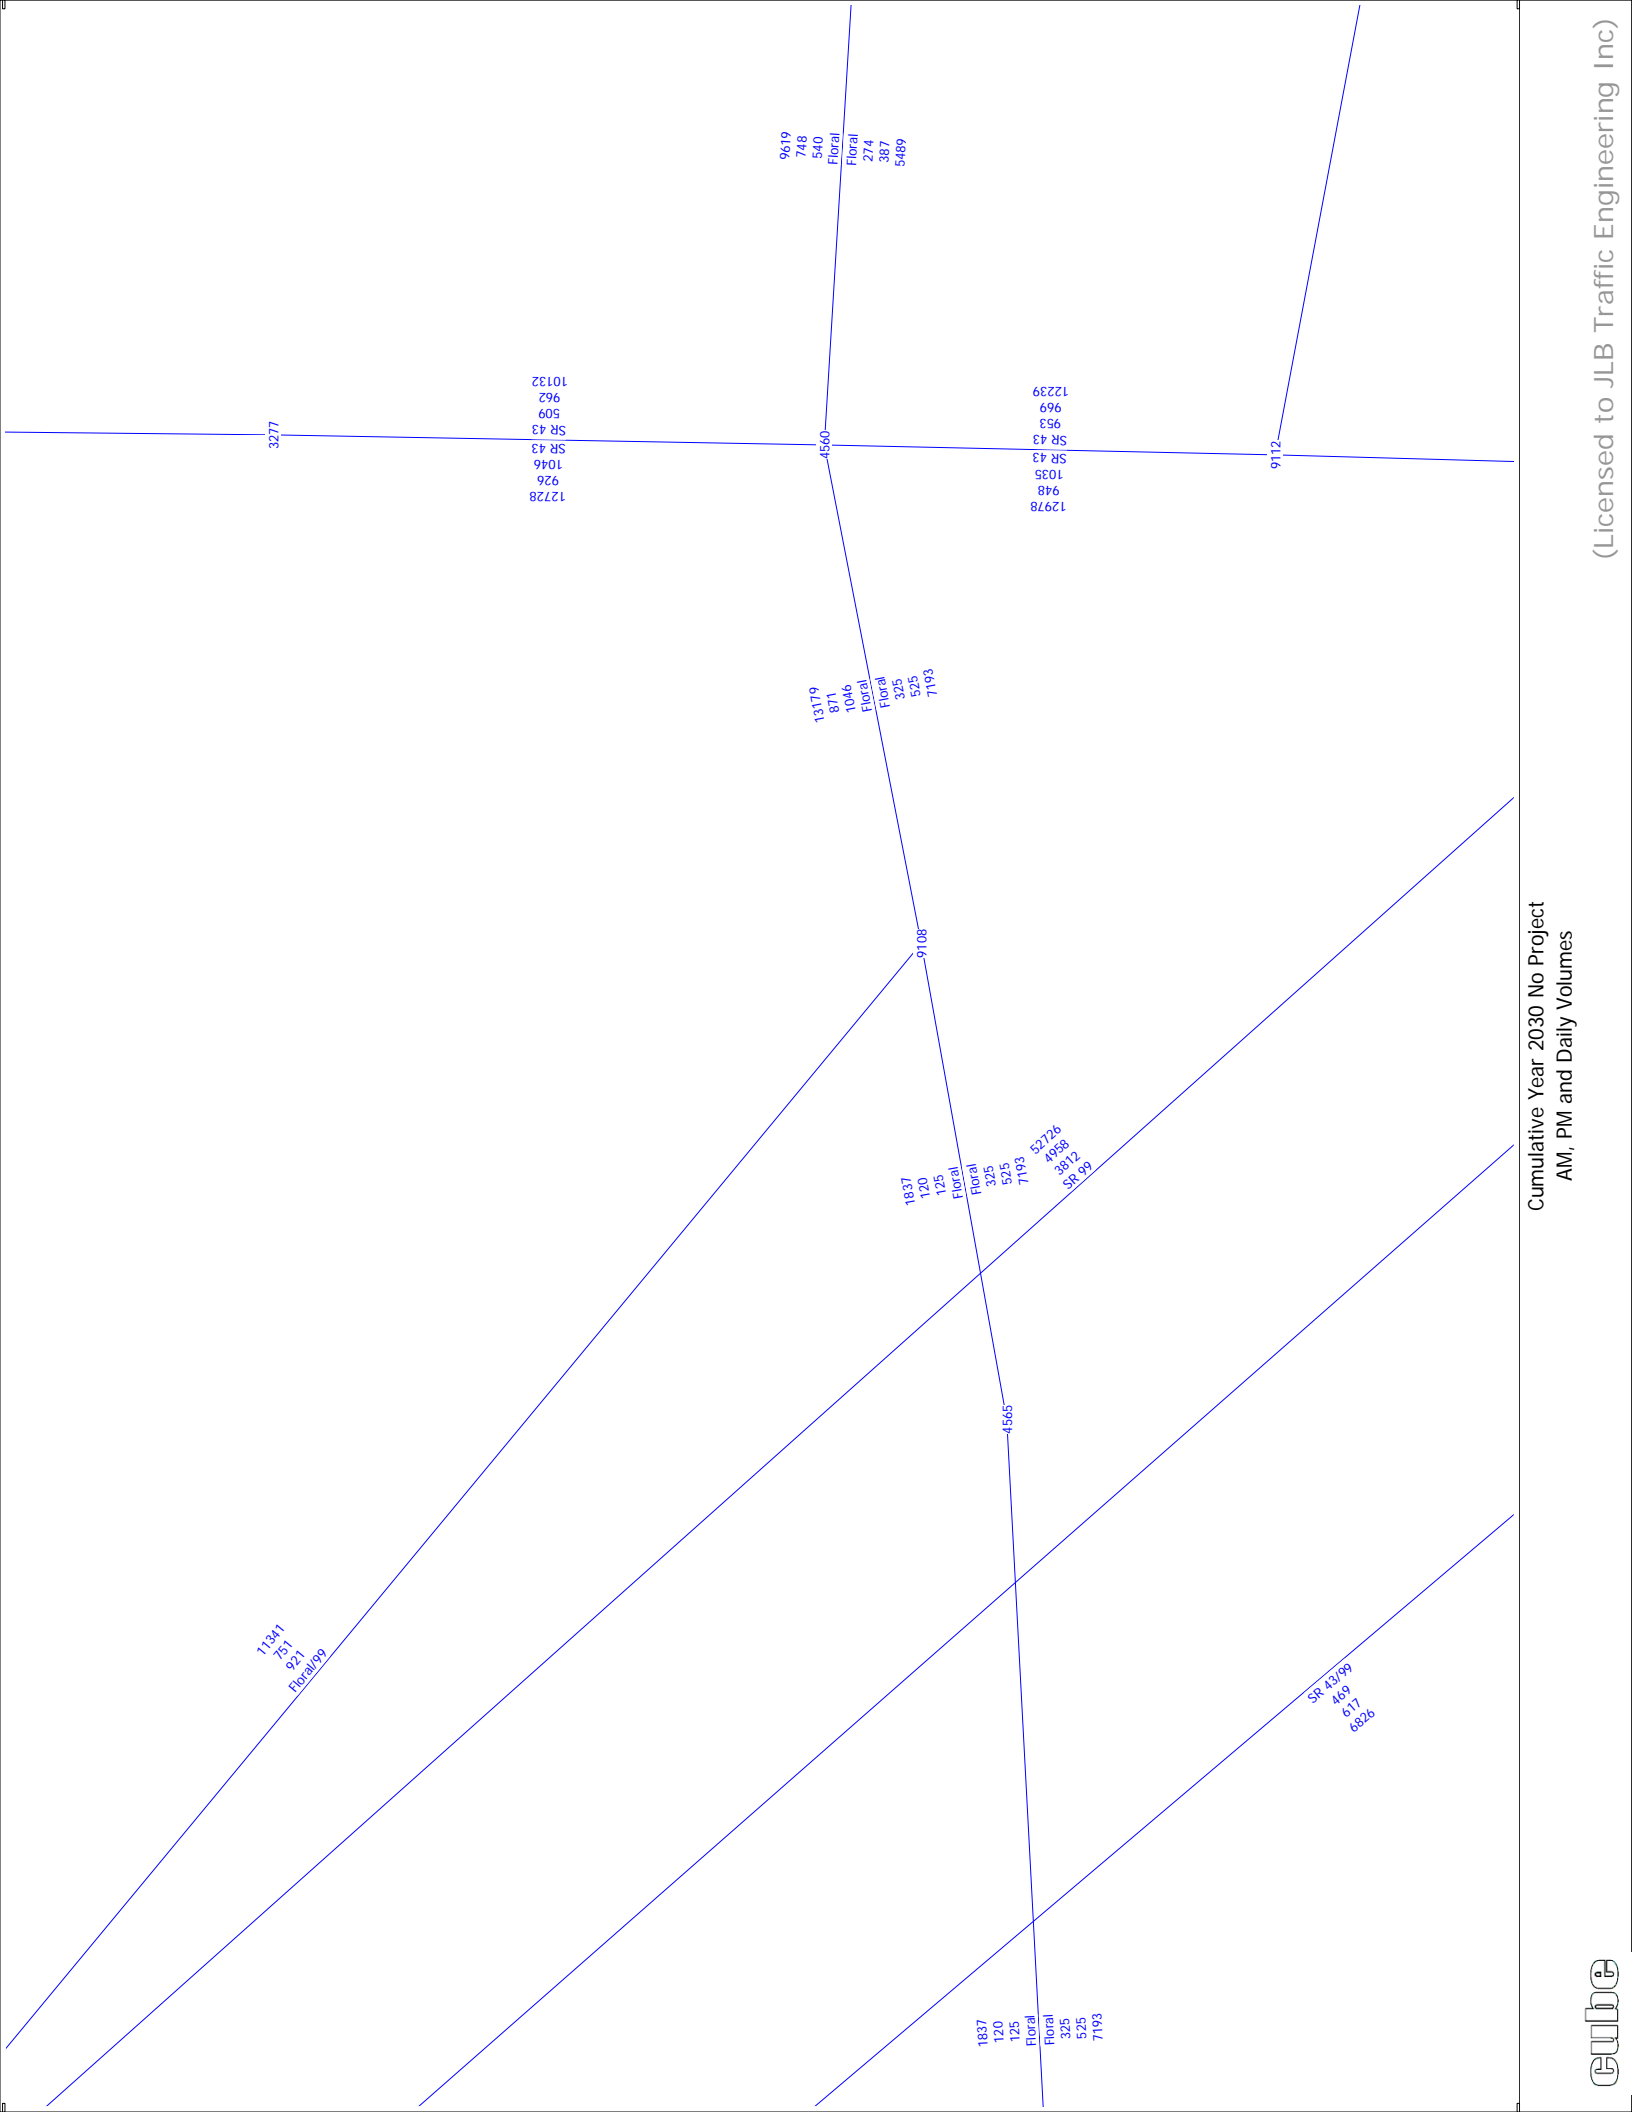 9619
748
540
Floral
Floral
274
387
5489
10132
962
509
SR 43
SR 43
1046
926
12728
3277
4560
12239
969
953
SR 43
SR 43
1035
948
12978
9112
13179
871
1046
Floral
Floral
325
525
7193
9108
1837
120
125
Floral
Floral
325
525
7193
52726
4958
3812
SR 99
4565
11341
751
921
Floral/99
SR 43/99
469
617
6826
1837
120
125
Floral
Floral
325
525
7193
Cumulative Year 2030 No Project
AM, PM and Daily Volumes
(Licensed to JLB Traffic Engineering Inc)
cube